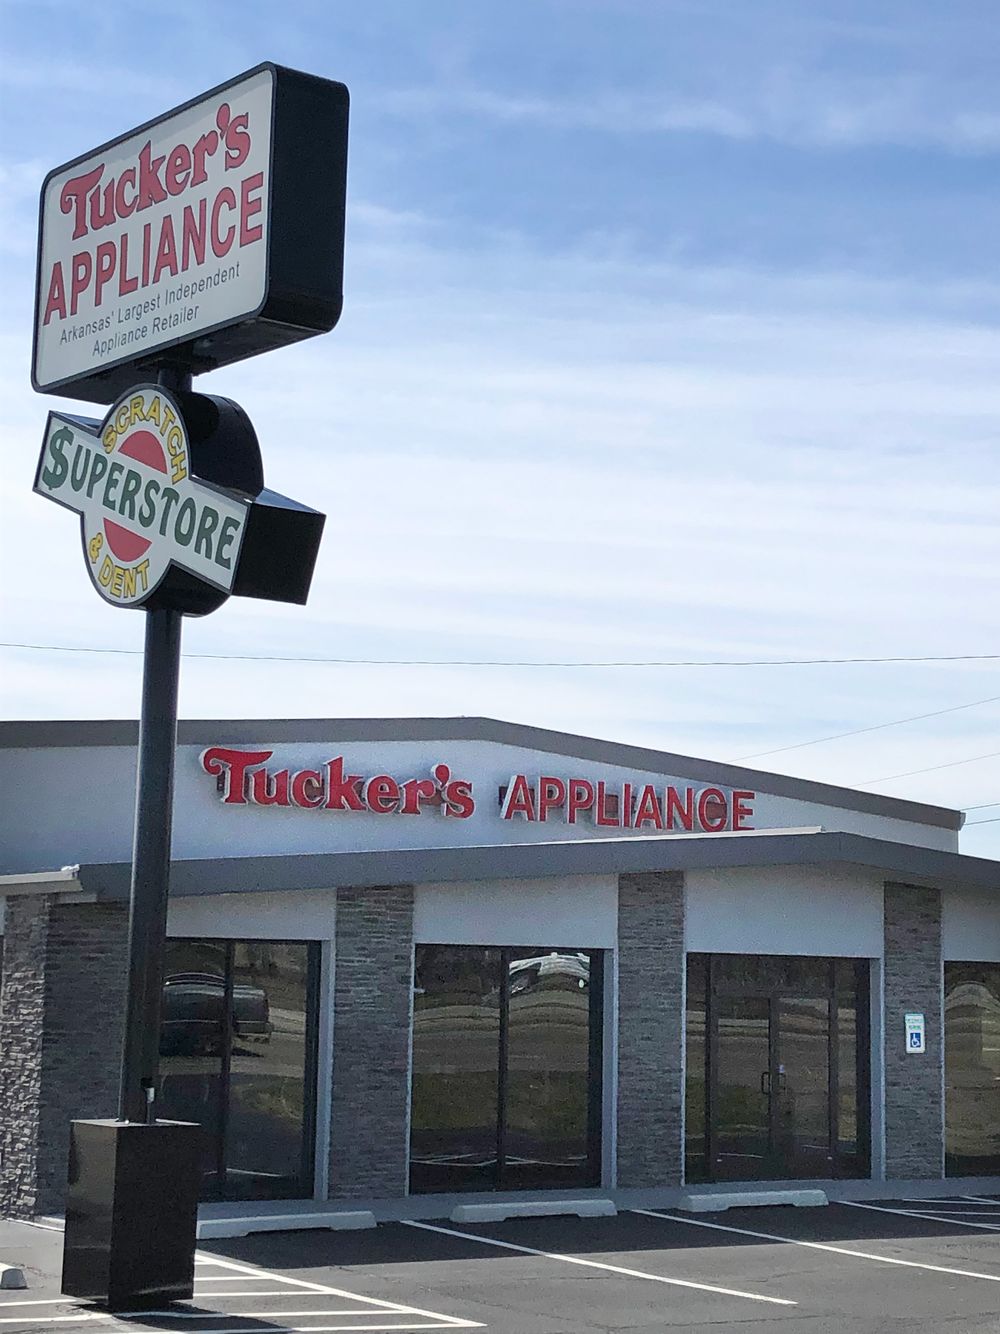 Tucker's
APPLIANCE
Arkansas' Largest Independent
Appliance Retailer
SCRATCH
$UPERSTORE
& DENT
Tucker's APPLIANCE